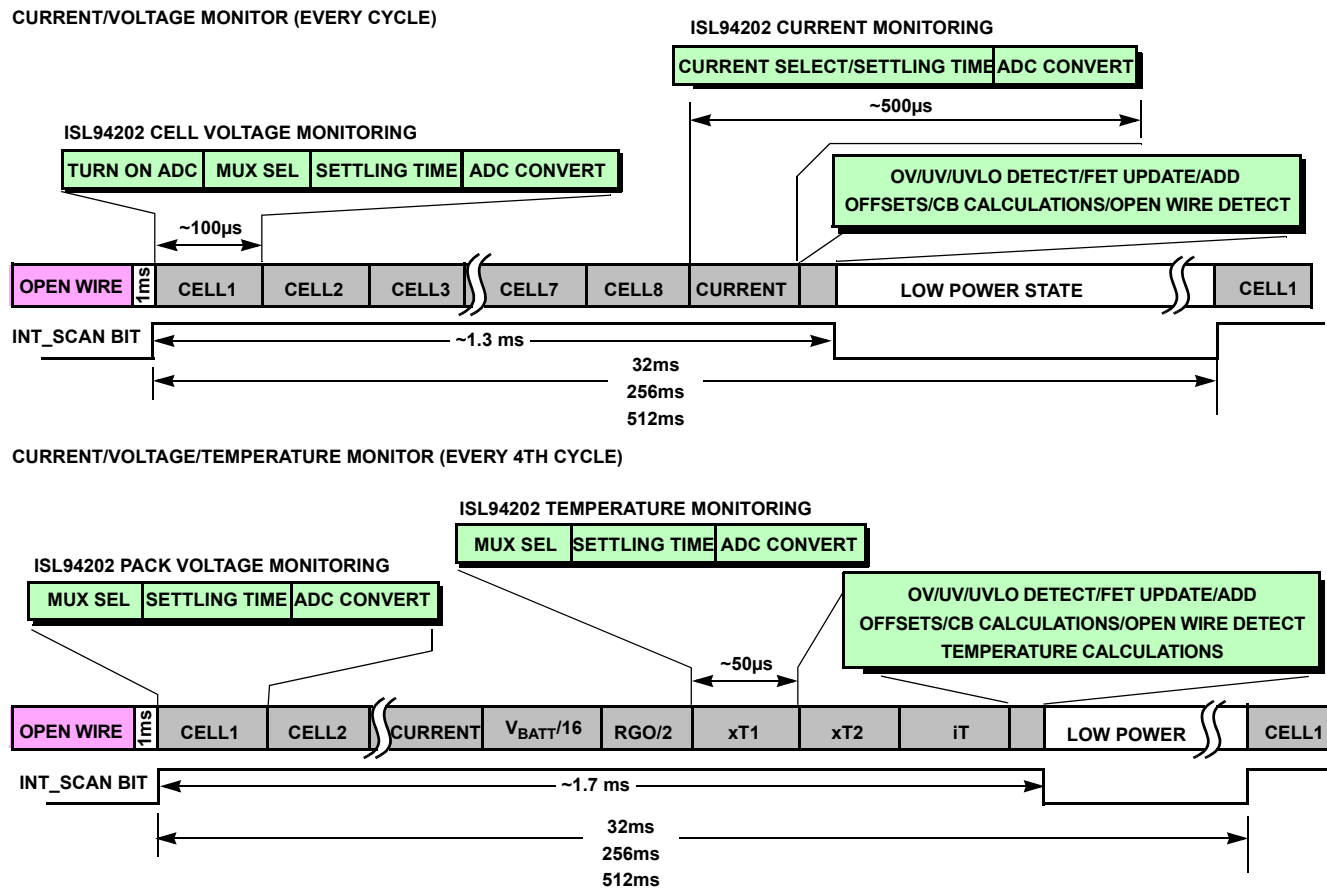 CURRENT/VOLTAGE MONITOR (EVERY CYCLE)
ISL94202 CURRENT MONITORING
CURRENT SELECT/SETTLING TIME ADC CONVERT
~500µs
ISL94202 CELL VOLTAGE MONITORING
TURN ON ADC MUX SEL SETTLING TIME ADC CONVERT
OV/UV/UVLO DETECT/FET UPDATE/ADD
OFFSETS/CB CALCULATIONS/OPEN WIRE DETECT
~100µs
OPEN WIRE 1ms CELL1 CELL2 CELL3 CELL7 CELL8 CURRENT LOW POWER STATE CELL1
INT_SCAN BIT
~1.3 ms
32ms
256ms
512ms
CURRENT/VOLTAGE/TEMPERATURE MONITOR (EVERY 4TH CYCLE)
ISL94202 TEMPERATURE MONITORING
MUX SEL SETTLING TIME ADC CONVERT
ISL94202 PACK VOLTAGE MONITORING
MUX SEL SETTLING TIME ADC CONVERT
OV/UV/UVLO DETECT/FET UPDATE/ADD
OFFSETS/CB CALCULATIONS/OPEN WIRE DETECT
TEMPERATURE CALCULATIONS
~50µs
OPEN WIRE 1ms CELL1 CELL2 CURRENT VBATT/16 RGO/2 xT1 xT2 iT LOW POWER CELL1
INT_SCAN BIT
~1.7 ms
32ms
256ms
512ms